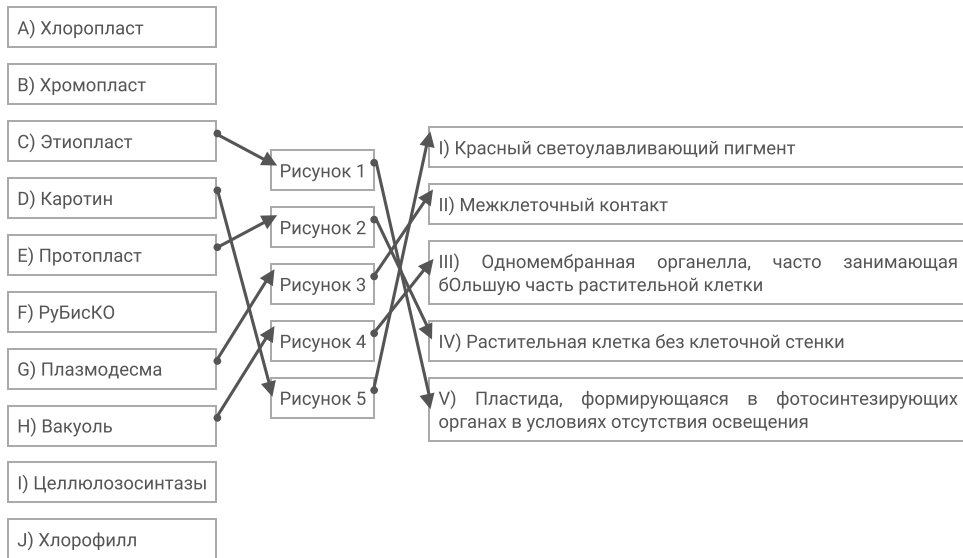 A) Хлоропласт
B) Хромопласт
C) Этиопласт
D) Каротин
E) Протопласт
F) РуБисКО
G) Плазмодесма
H) Вакуоль
I) Целлюлозосинтазы
J) Хлорофилл
Рисунок 1
Рисунок 2
Рисунок 3
Рисунок 4
Рисунок 5
I) Красный светоулавливающий пигмент
II) Межклеточный контакт
III) Одномембранная органелла, часто занимающая
бОльшую часть растительной клетки
IV) Растительная клетка без клеточной стенки
V) Пластида, формирующаяся в фотосинтезирующих
органах в условиях отсутствия освещения